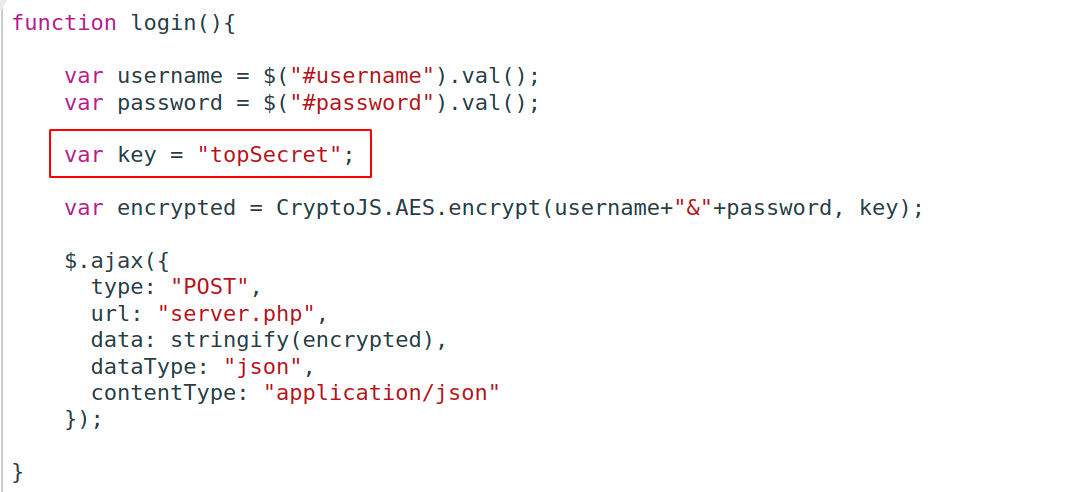 function login(){
var username = $("#username").val();
var password = $("#password").val();
var key = "topSecret";
var encrypted = CryptoJS.AES.encrypt(username+"&"+password, key);
$.ajax({
type: "POST",
url: "server.php",
data: stringify(encrypted),
dataType: "json",
contentType: "application/json"
});
}